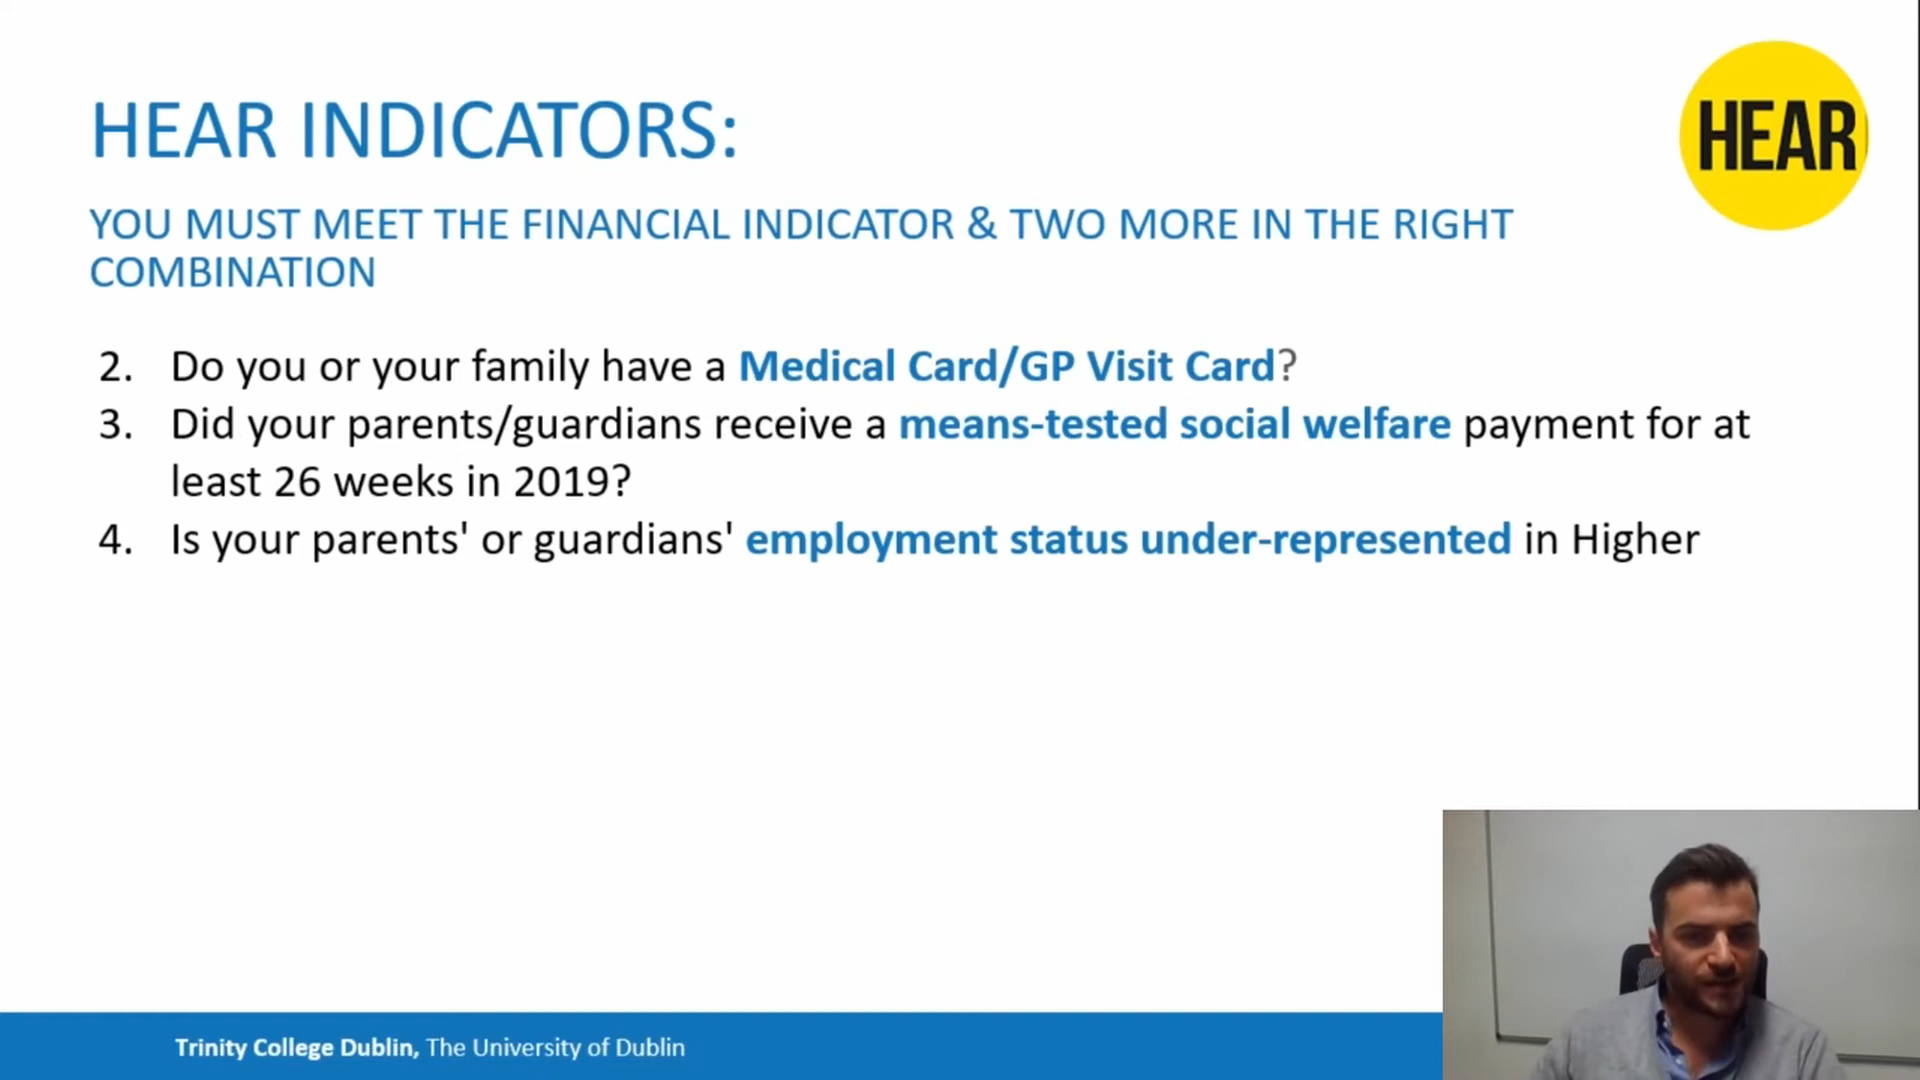 HEAR INDICATORS:
HEAR
YOU MUST MEET THE FINANCIAL INDICATOR & TWO MORE IN THE RIGHT
COMBINATION
2. Do you or your family have a Medical Card/GP Visit Card?
3. Did your parents/guardians receive a means-tested social welfare payment for at
least 26 weeks in 2019?
4. Is your parents' or guardians' employment status under-represented in Higher
Trinity College Dublin, The University of Dublin